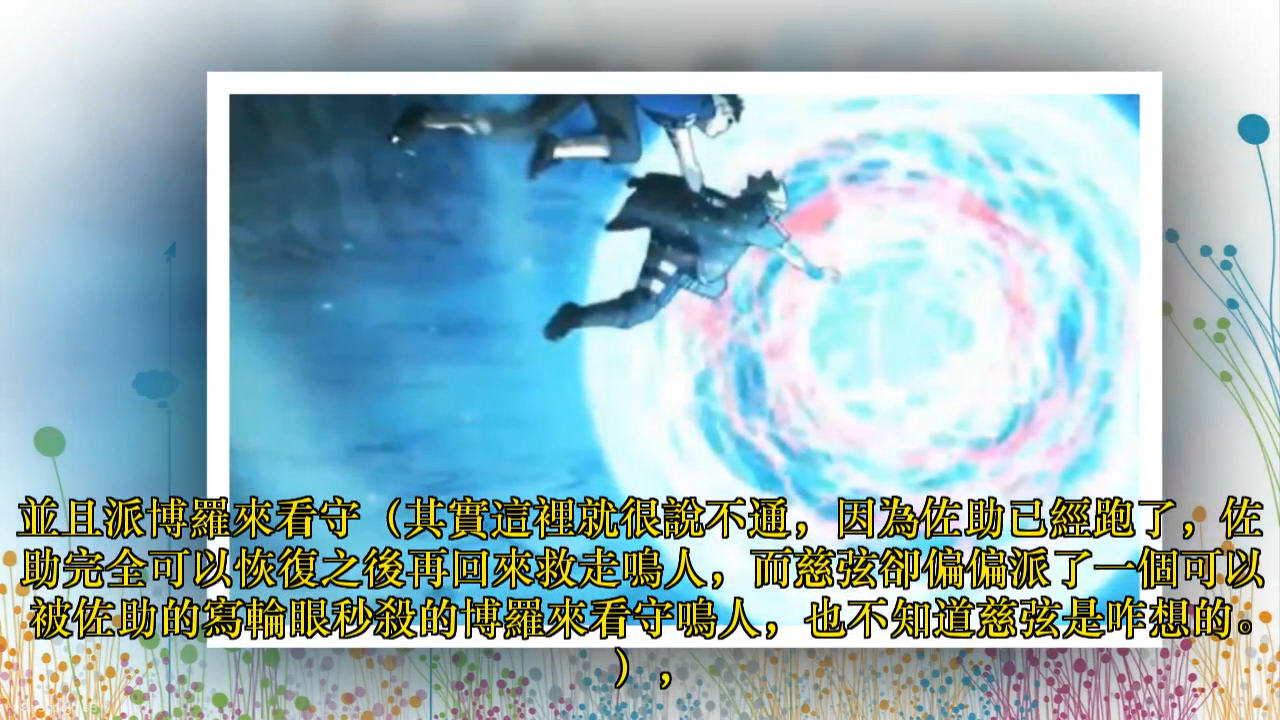 並且派博羅來看守（其實這裡就很說不通，因為佐助已經跑了，佐
助完全可以恢復之後再回來救走鳴人，而慈弦卻偏偏派了一個可以
被佐助的寫輪眼秒殺的博羅來看守鳴人，也不知道慈弦是咋想的。
），